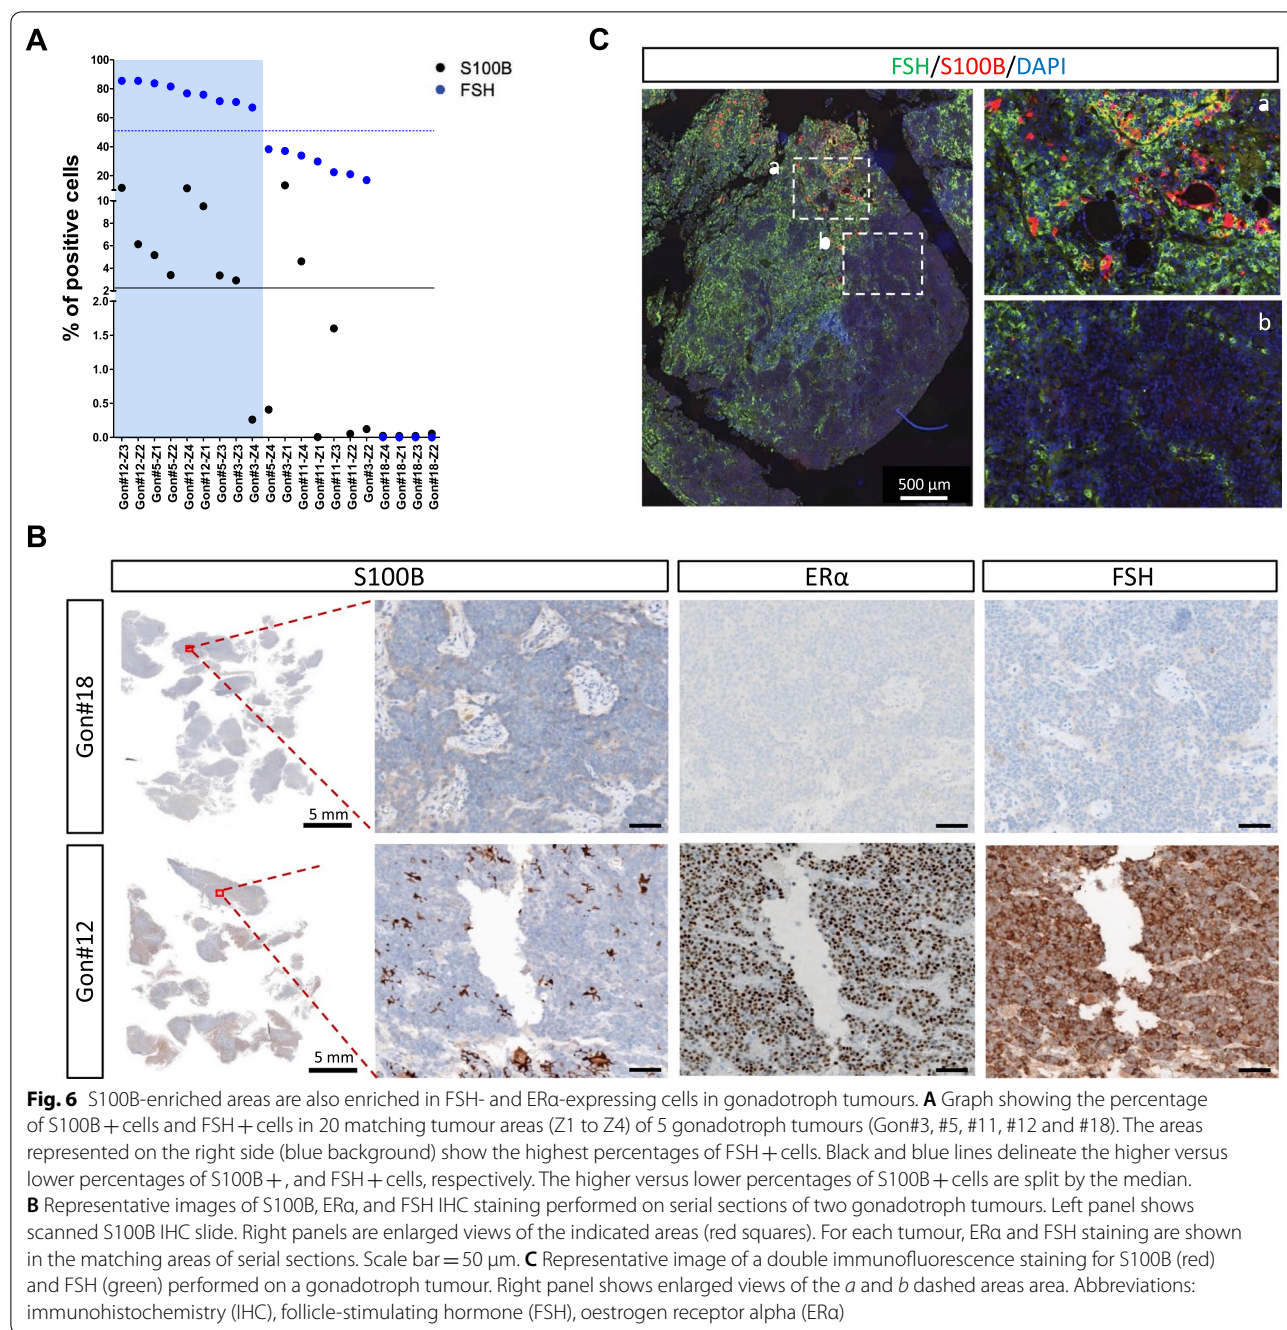 A
S100B
FSH
% of positive cells
100
80
60
40
20
10
8
6
4
2
2.0
1.5
1.0
0.5
0.0
Gon#12-Z3
Gon#12-Z2
Gon#5-Z1
Gon#5-Z2
Gon#12-Z4
Gon#12-Z1
Gon#5-Z3
Gon#3-Z3
Gon#3-Z4
Gon#5-Z4
Gon#3-Z1
Gon#11-Z4
Gon#11-Z1
Gon#11-Z3
Gon#11-Z2
Gon#3-Z2
Gon#18-Z4
Gon#18-Z1
Gon#18-Z3
Gon#18-Z2
C
FSH/S100B/DAPI
a
b
500 µm
a
b
B
S100B
ERα
FSH
Gon#18
5 mm
Gon#12
5 mm
Fig. 6 S100B-enriched areas are also enriched in FSH- and ERα-expressing cells in gonadotroph tumours. A Graph showing the percentage
of S100B + cells and FSH + cells in 20 matching tumour areas (Z1 to Z4) of 5 gonadotroph tumours (Gon#3, #5, #11, #12 and #18). The areas
represented on the right side (blue background) show the highest percentages of FSH + cells. Black and blue lines delineate the higher versus
lower percentages of S100B +, and FSH + cells, respectively. The higher versus lower percentages of S100B + cells are split by the median.
B Representative images of S100B, ERα, and FSH IHC staining performed on serial sections of two gonadotroph tumours. Left panel shows
scanned S100B IHC slide. Right panels are enlarged views of the indicated areas (red squares). For each tumour, ERα and FSH staining are shown
in the matching areas of serial sections. Scale bar = 50 µm. C Representative image of a double immunofluorescence staining for S100B (red)
and FSH (green) performed on a gonadotroph tumour. Right panel shows enlarged views of the a and b dashed areas area. Abbreviations:
immunohistochemistry (IHC), follicle-stimulating hormone (FSH), oestrogen receptor alpha (ERα)